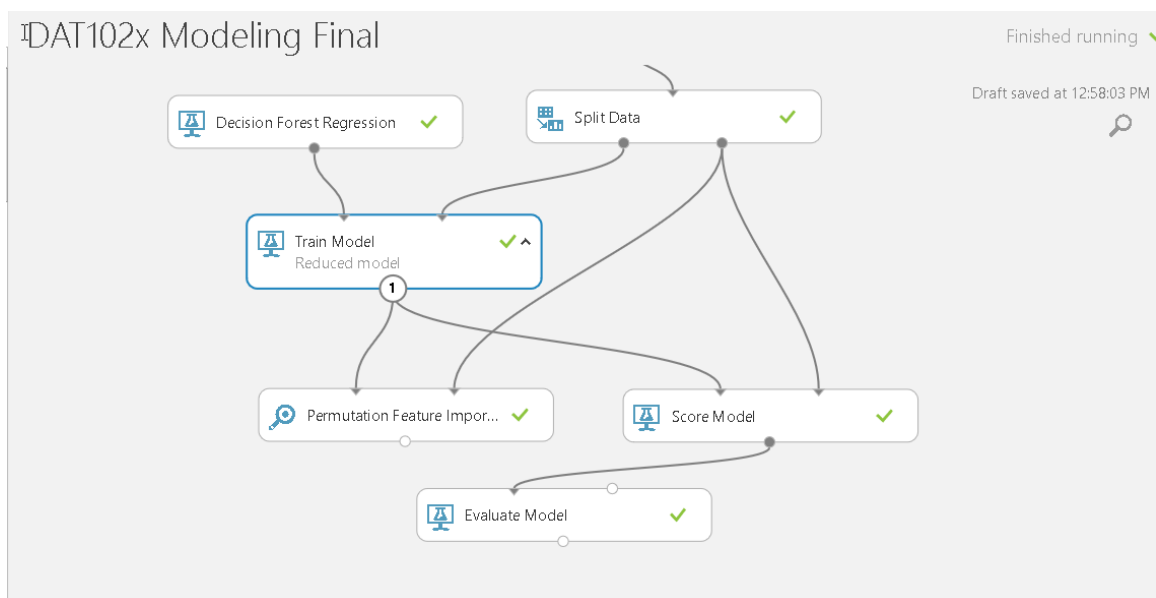 DAT102x Modeling Final
Finished running
Draft saved at 12:58:03 PM
Decision Forest Regression
Split Data
Train Model
Reduced model
1
Permutation Feature Impor...
Score Model
Evaluate Model